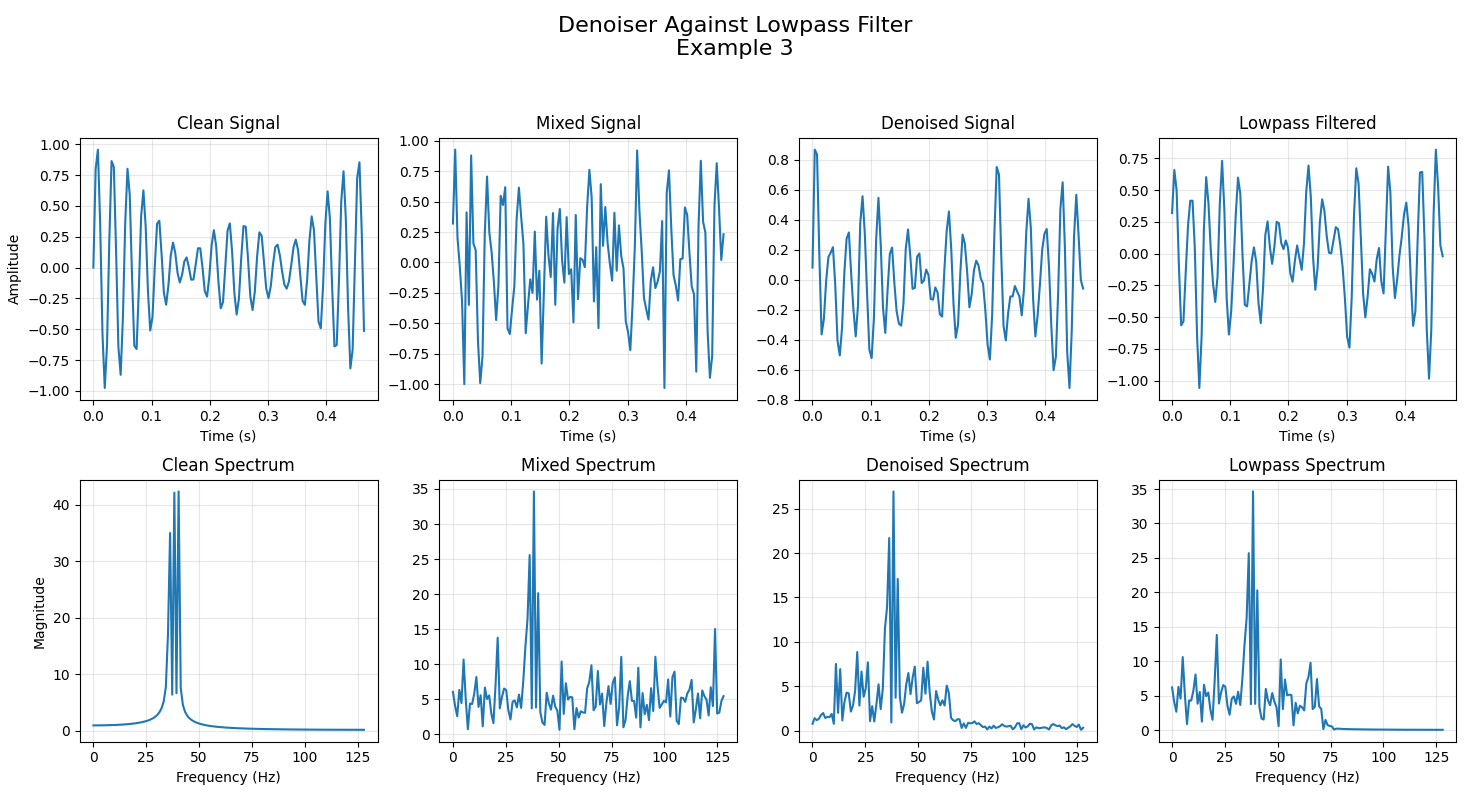 Denoiser Against Lowpass Filter
Example 3
Clean Signal
Mixed Signal
Denoised Signal
Lowpass Filtered
Amplitude
1.00
0.75
0.50
0.25
0.00
−0.25
−0.50
−0.75
−1.00
0.0 0.1 0.2 0.3 0.4
Time (s)
1.00
0.75
0.50
0.25
0.00
−0.25
−0.50
−0.75
−1.00
0.0 0.1 0.2 0.3 0.4
Time (s)
0.8
0.6
0.4
0.2
0.0
−0.2
−0.4
−0.6
−0.8
0.0 0.1 0.2 0.3 0.4
Time (s)
0.75
0.50
0.25
0.00
−0.25
−0.50
−0.75
−1.00
0.0 0.1 0.2 0.3 0.4
Time (s)
Clean Spectrum
Mixed Spectrum
Denoised Spectrum
Lowpass Spectrum
Magnitude
40
30
20
10
0
0 25 50 75 100 125
Frequency (Hz)
35
30
25
20
15
10
5
0
0 25 50 75 100 125
Frequency (Hz)
25
20
15
10
5
0
0 25 50 75 100 125
Frequency (Hz)
35
30
25
20
15
10
5
0
0 25 50 75 100 125
Frequency (Hz)